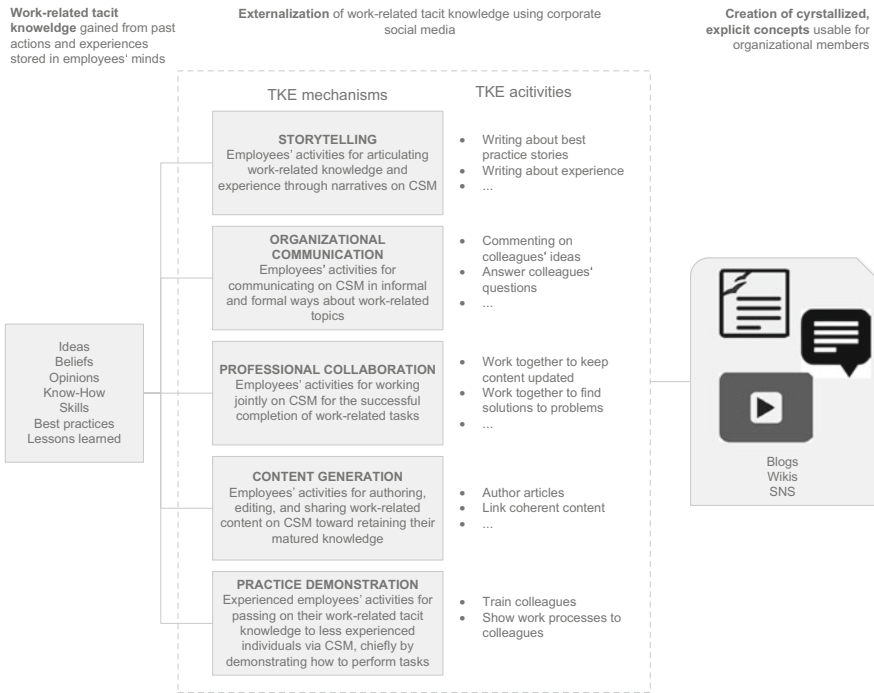 Work-related tacit
knoweldge gained from past
actions and experiences
stored in employees‘ minds
Externalization of work-related tacit knowledge using corporate
social media
Creation of cyrstallized,
explicit concepts usable for
organizational members
TKE mechanisms
TKE acitivities
STORYTELLING
Employees’ activities for articulating
work-related knowledge and
experience through narratives on CSM
• Writing about best
practice stories
• Writing about experience
• ...
ORGANIZATIONAL
COMMUNICATION
Employees’ activities for
communicating on CSM in informal
and formal ways about work-related
topics
• Commenting on
colleagues' ideas
• Answer colleagues'
questions
• ...
Ideas
Beliefs
Opinions
Know-How
Skills
Best practices
Lessons learned
PROFESSIONAL COLLABORATION
Employees’ activities for working
jointly on CSM for the successful
completion of work-related tasks
• Work together to keep
content updated
• Work together to find
solutions to problems
• ...
CONTENT GENERATION
Employees’ activities for authoring,
editing, and sharing work-related
content on CSM toward retaining their
matured knowledge
• Author articles
• Link coherent content
• ...
Blogs
Wikis
SNS
PRACTICE DEMONSTRATION
Experienced employees’ activities for
passing on their work-related tacit
knowledge to less experienced
individuals via CSM, chiefly by
demonstrating how to perform tasks
• Train colleagues
• Show work processes to
colleagues